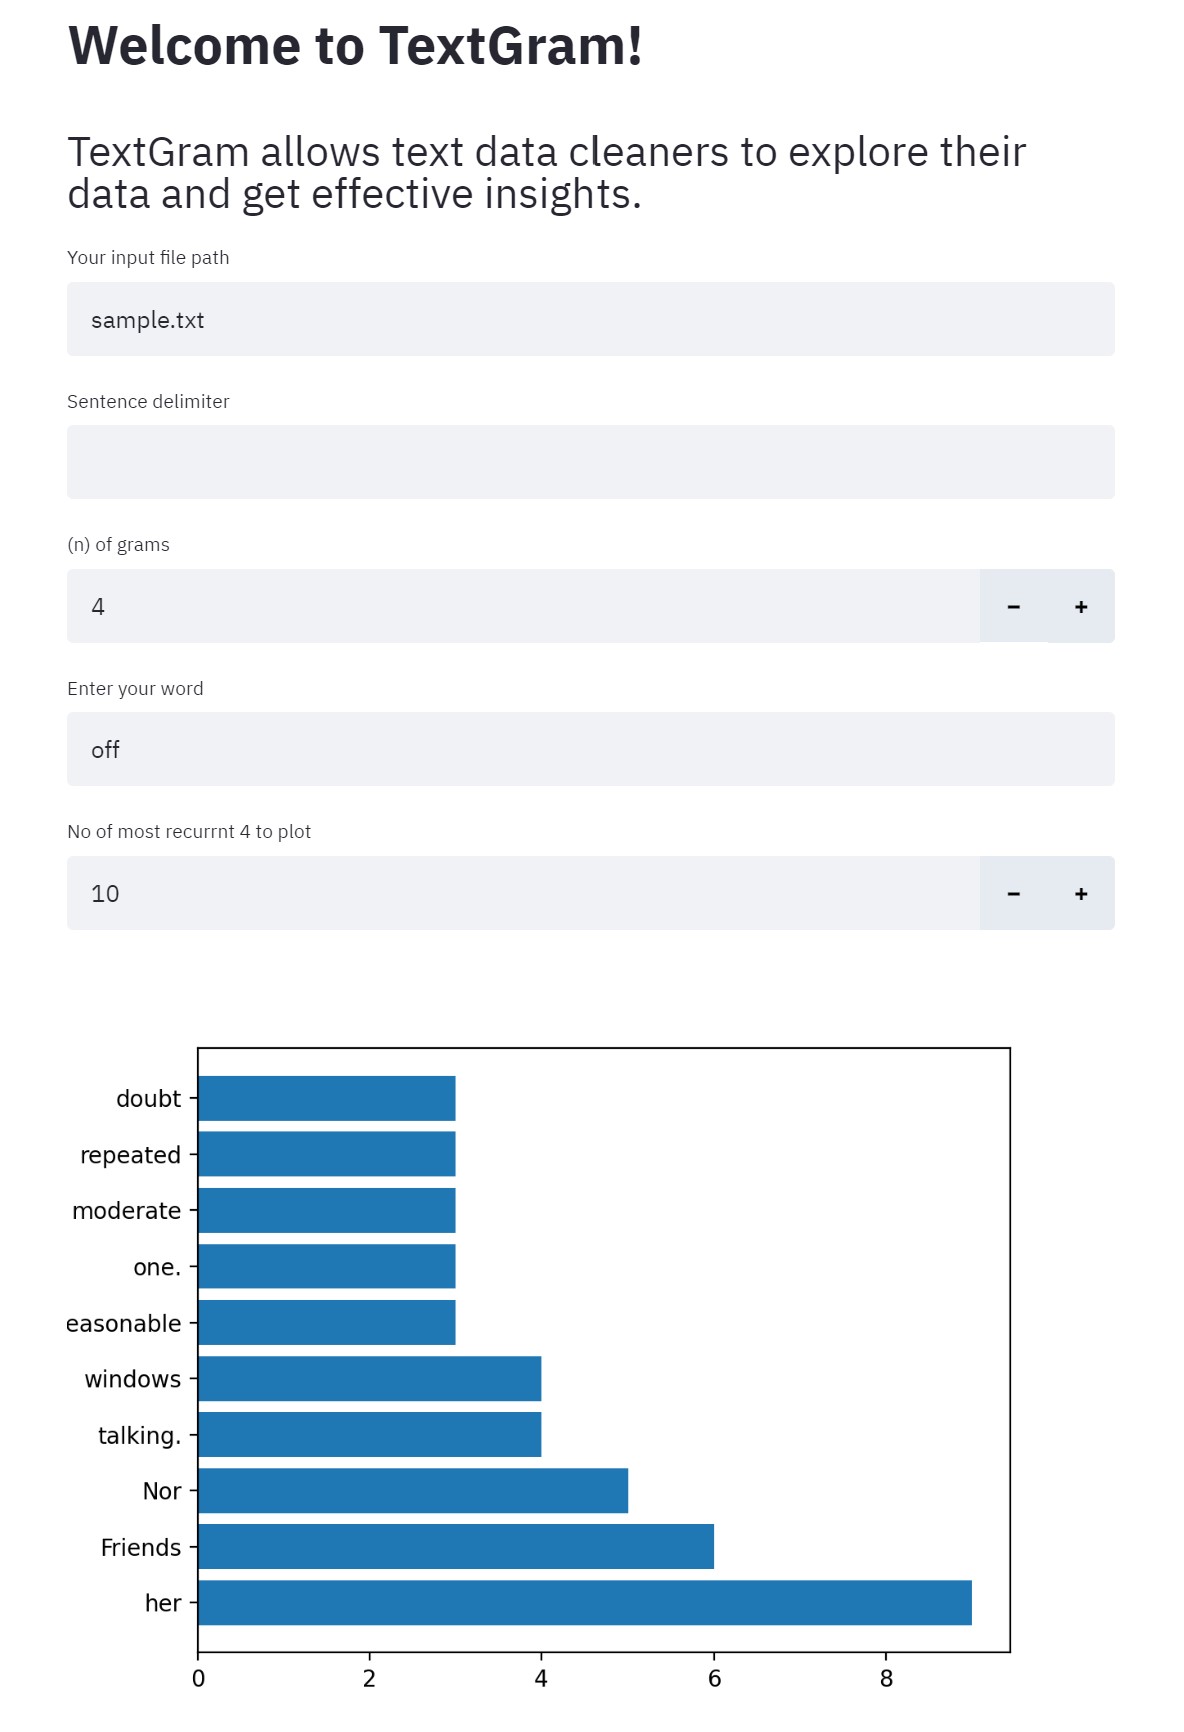 Welcome to TextGram!
TextGram allows text data cleaners to explore their
data and get effective insights.
Your input file path
sample.txt
Sentence delimiter
(n) of grams
4
− +
Enter your word
off
No of most recurrnt 4 to plot
10
− +
doubt
repeated
moderate
one.
easonable
windows
talking.
Nor
Friends
her
0 2 4 6 8